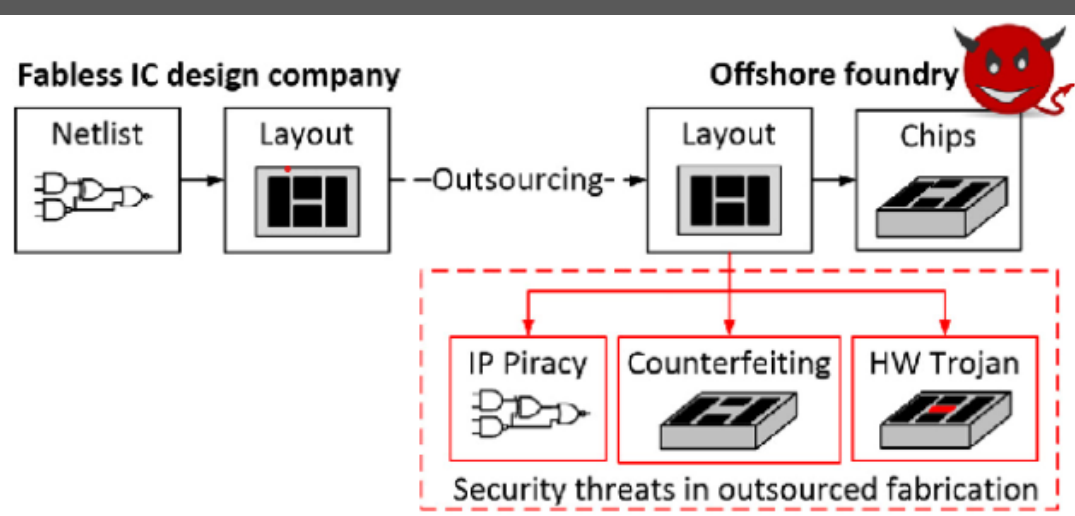 Fabless IC design company
Offshore foundry
Netlist
Layout
Outsourcing
Layout
Chips
IP Piracy
Counterfeiting
HW Trojan
Security threats in outsourced fabrication